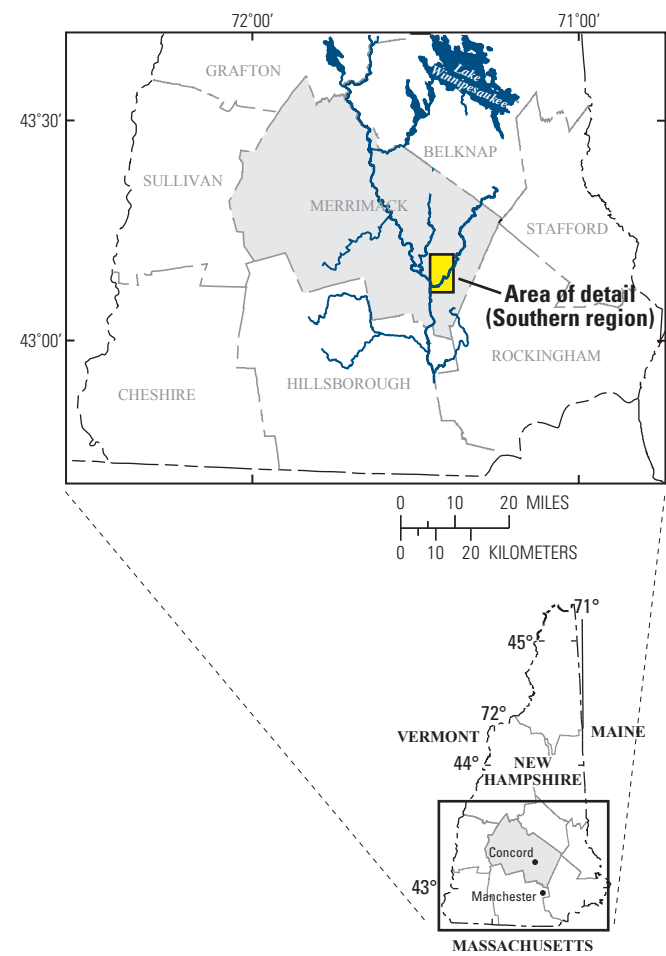 72°00′
71°00′
GRAFTON
Lake
Winnipesaukee
43°30′
BELKNAP
SULLIVAN
MERRIMACK
STAFFORD
Area of detail
(Southern region)
43°00′
ROCKINGHAM
HILLSBOROUGH
CHESHIRE
0 10 20 MILES
0 10 20 KILOMETERS
71°
45°
72°
VERMONT
MAINE
44°
NEW
HAMPSHIRE
Concord
43°
Manchester
MASSACHUSETTS